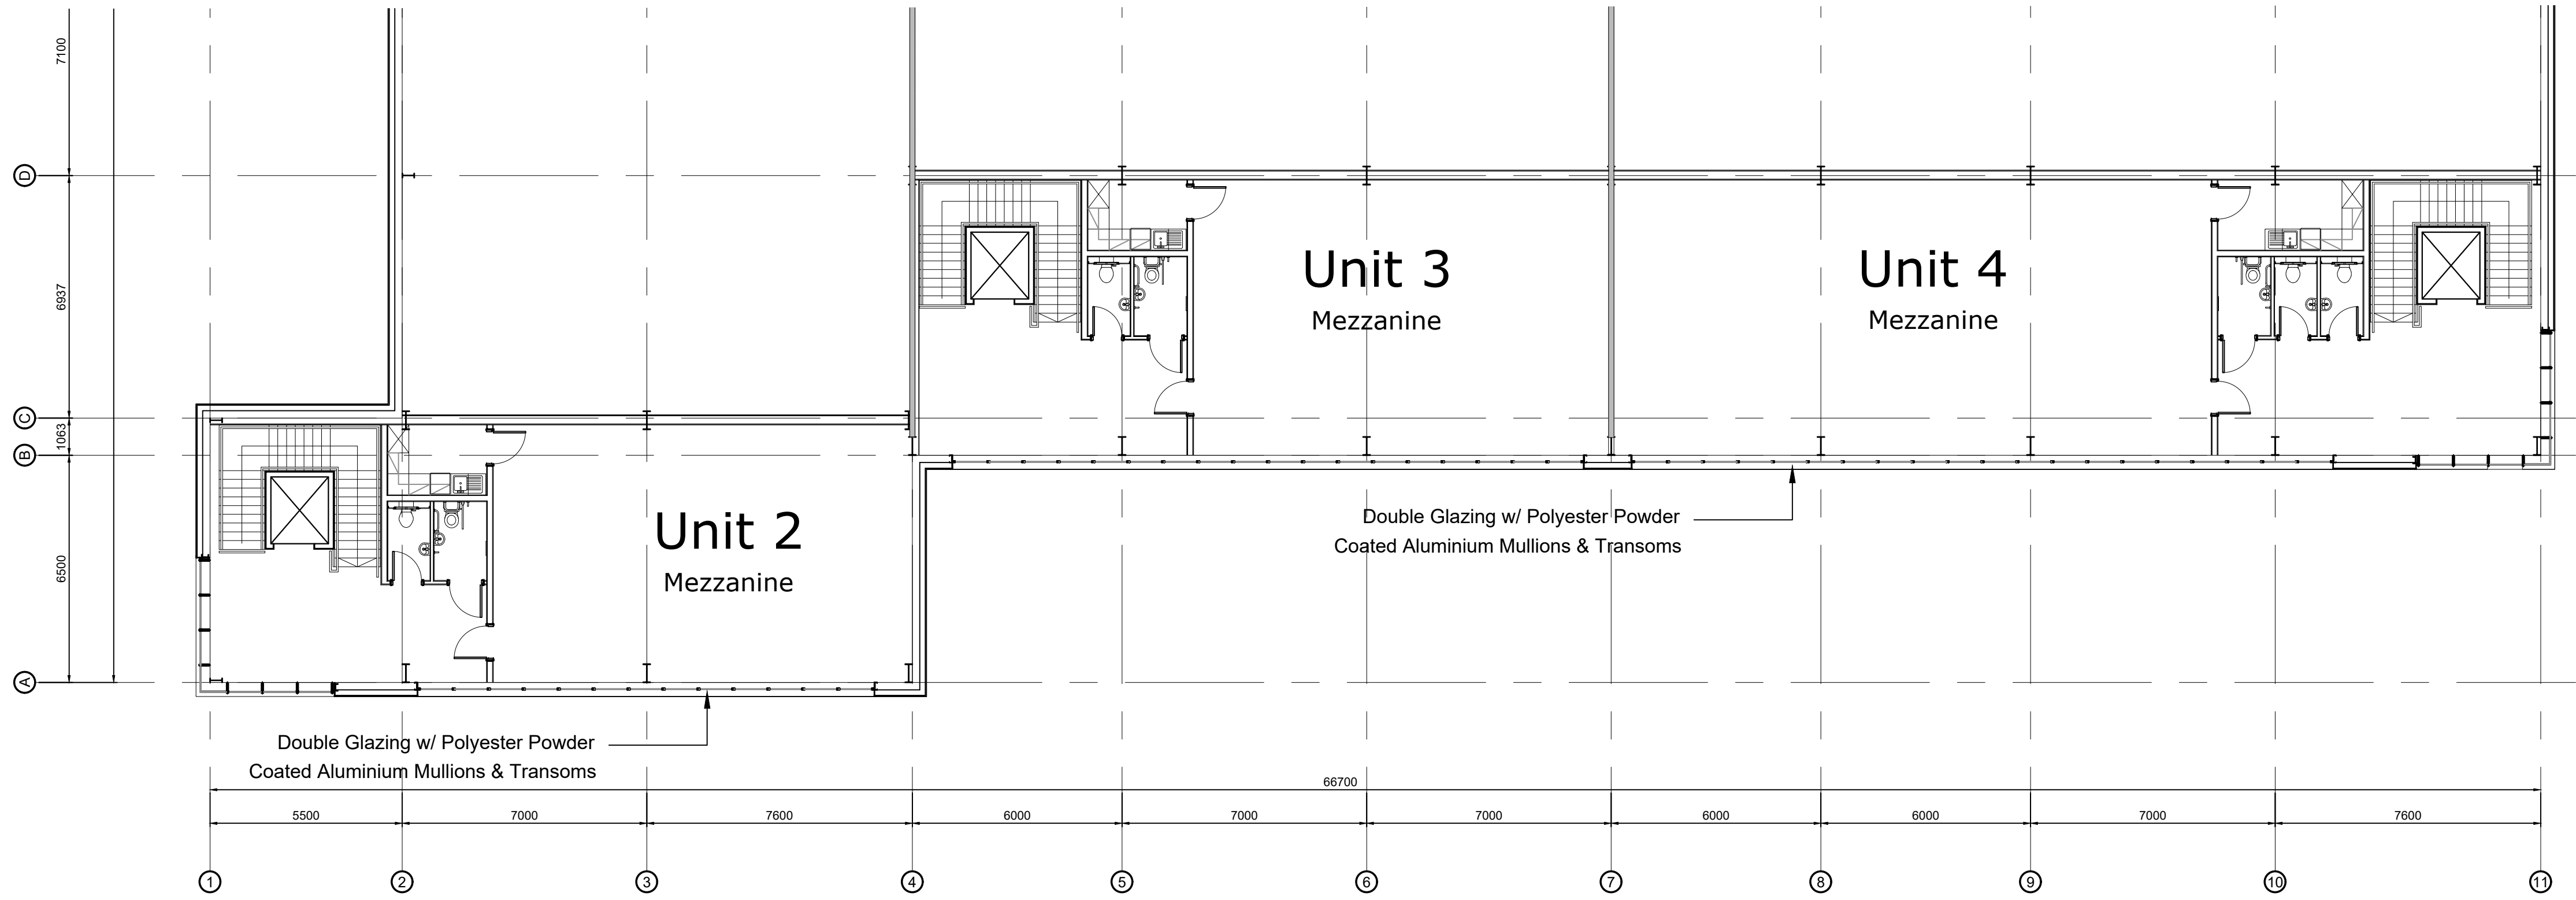 7100
D
6937
Unit 3
Mezzanine
Unit 4
Mezzanine
C
1063
B
6500
Unit 2
Mezzanine
Double Glazing w/ Polyester Powder
Coated Aluminium Mullions & Transoms
A
Double Glazing w/ Polyester Powder
Coated Aluminium Mullions & Transoms
66700
5500 7000 7600 6000 7000 7000 6000 6000 7000 7600
1 2 3 4 5 6 7 8 9 10 11